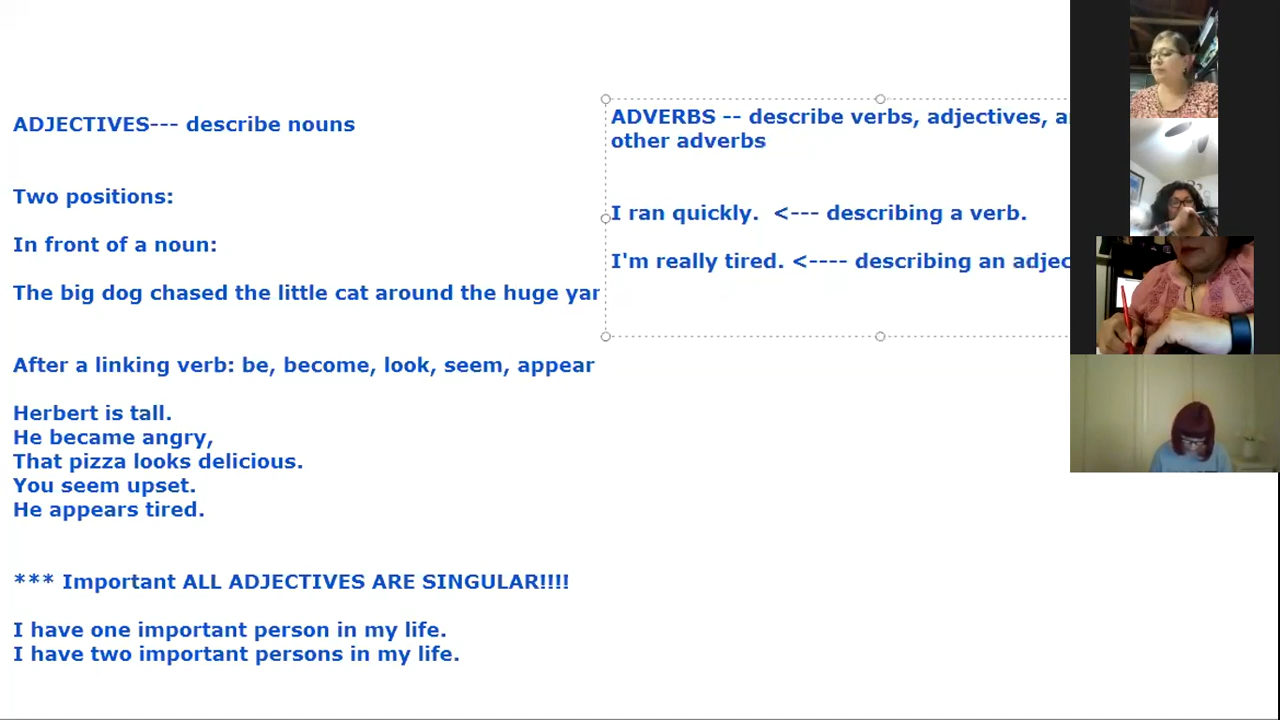 ADJECTIVES--- describe nouns
Two positions:
In front of a noun:
The big dog chased the little cat around the huge
After a linking verb: be, become, look, seem, appear
Herbert is tall.
He became angry,
That pizza looks delicious.
You seem upset.
He appears tired.
*** Important ALL ADJECTIVES ARE SINGULAR!!!!
I have one important person in my life.
I have two important persons in my life.
ADVERBS -- describe verbs, adjectives,
other adverbs
I ran quickly.  <--- describing a verb.
I'm really tired. <---- describing an